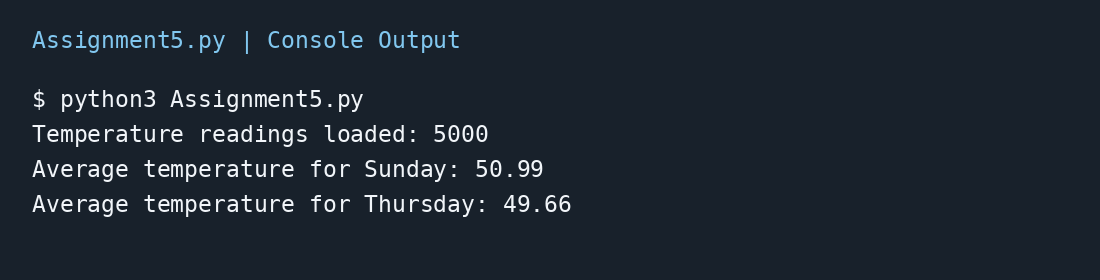 Assignment5.py | Console Output
$ python3 Assignment5.py
Temperature readings loaded: 5000
Average temperature for Sunday: 50.99
Average temperature for Thursday: 49.66